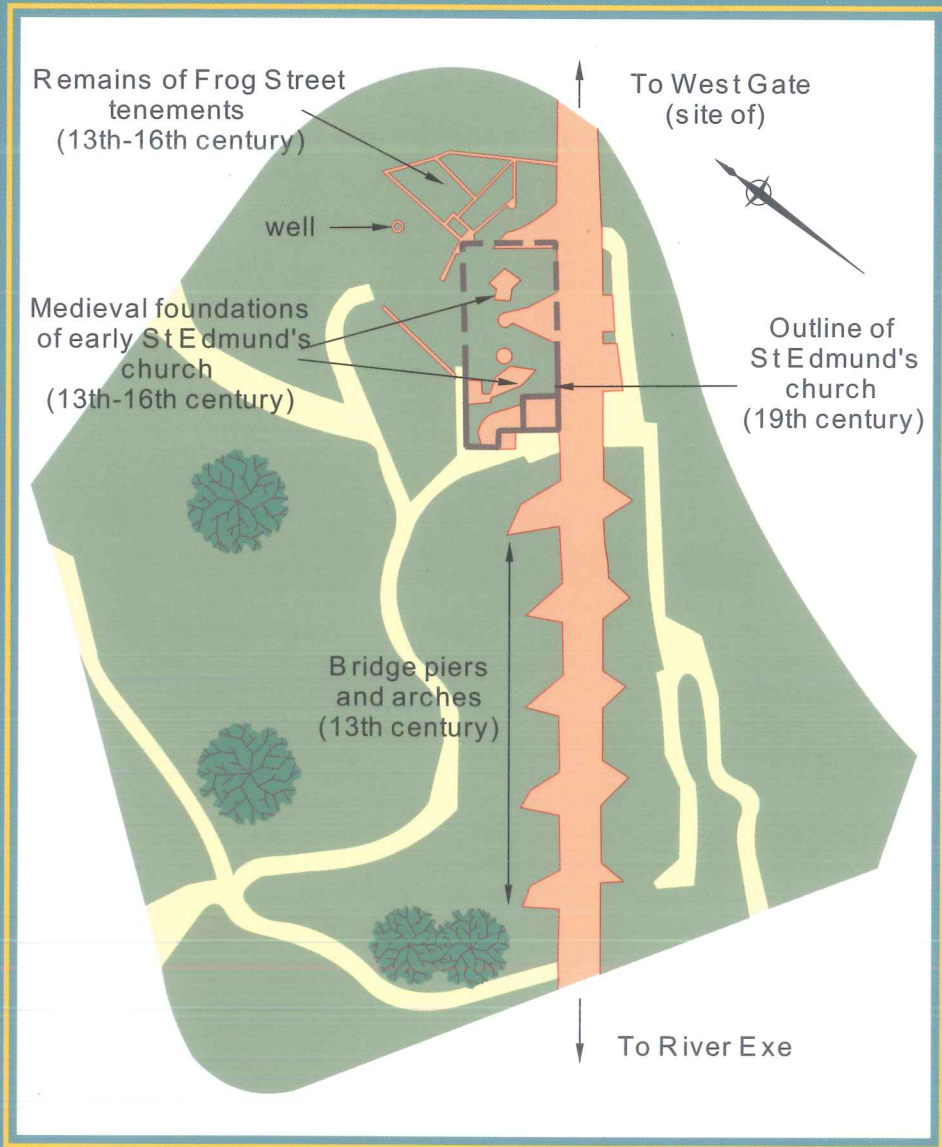 Remains of Frog Street
tenements
(13th-16th century)
To West Gate
(site of)
well
Medieval foundations
of early St Edmund's
church
(13th-16th century)
Outline of
St Edmund's
church
(19th century)
Bridge piers
and arches
(13th century)
To River Exe